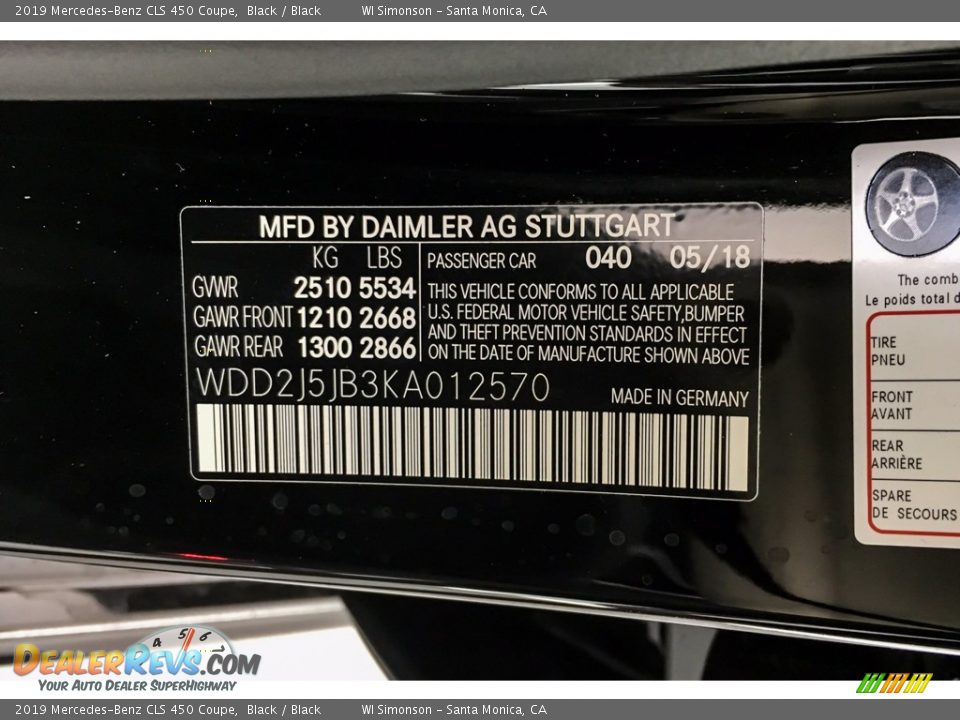 2019 Mercedes-Benz CLS 450 Coupe, Black / Black WI Simonson - Santa Monica, CA
MFD BY DAIMLER AG STUTTGART
KG LBS
GWR 2510 5534
GAWR FRONT 1210 2668
GAWR REAR 1300 2866
PASSENGER CAR 040 05/18
THIS VEHICLE CONFORMS TO ALL APPLICABLE
U.S. FEDERAL MOTOR VEHICLE SAFETY,BUMPER
AND THEFT PREVENTION STANDARDS IN EFFECT
ON THE DATE OF MANUFACTURE SHOWN ABOVE
WDD2J5JB3KA012570 MADE IN GERMANY
The comb
Le poids total d
TIRE
PNEU
FRONT
AVANT
REAR
ARRIÈRE
SPARE
DE SECOURS
4 5 6
DEALERREVS.COM
YOUR AUTO DEALER SUPERHIGHWAY
2019 Mercedes-Benz CLS 450 Coupe, Black / Black WI Simonson - Santa Monica, CA